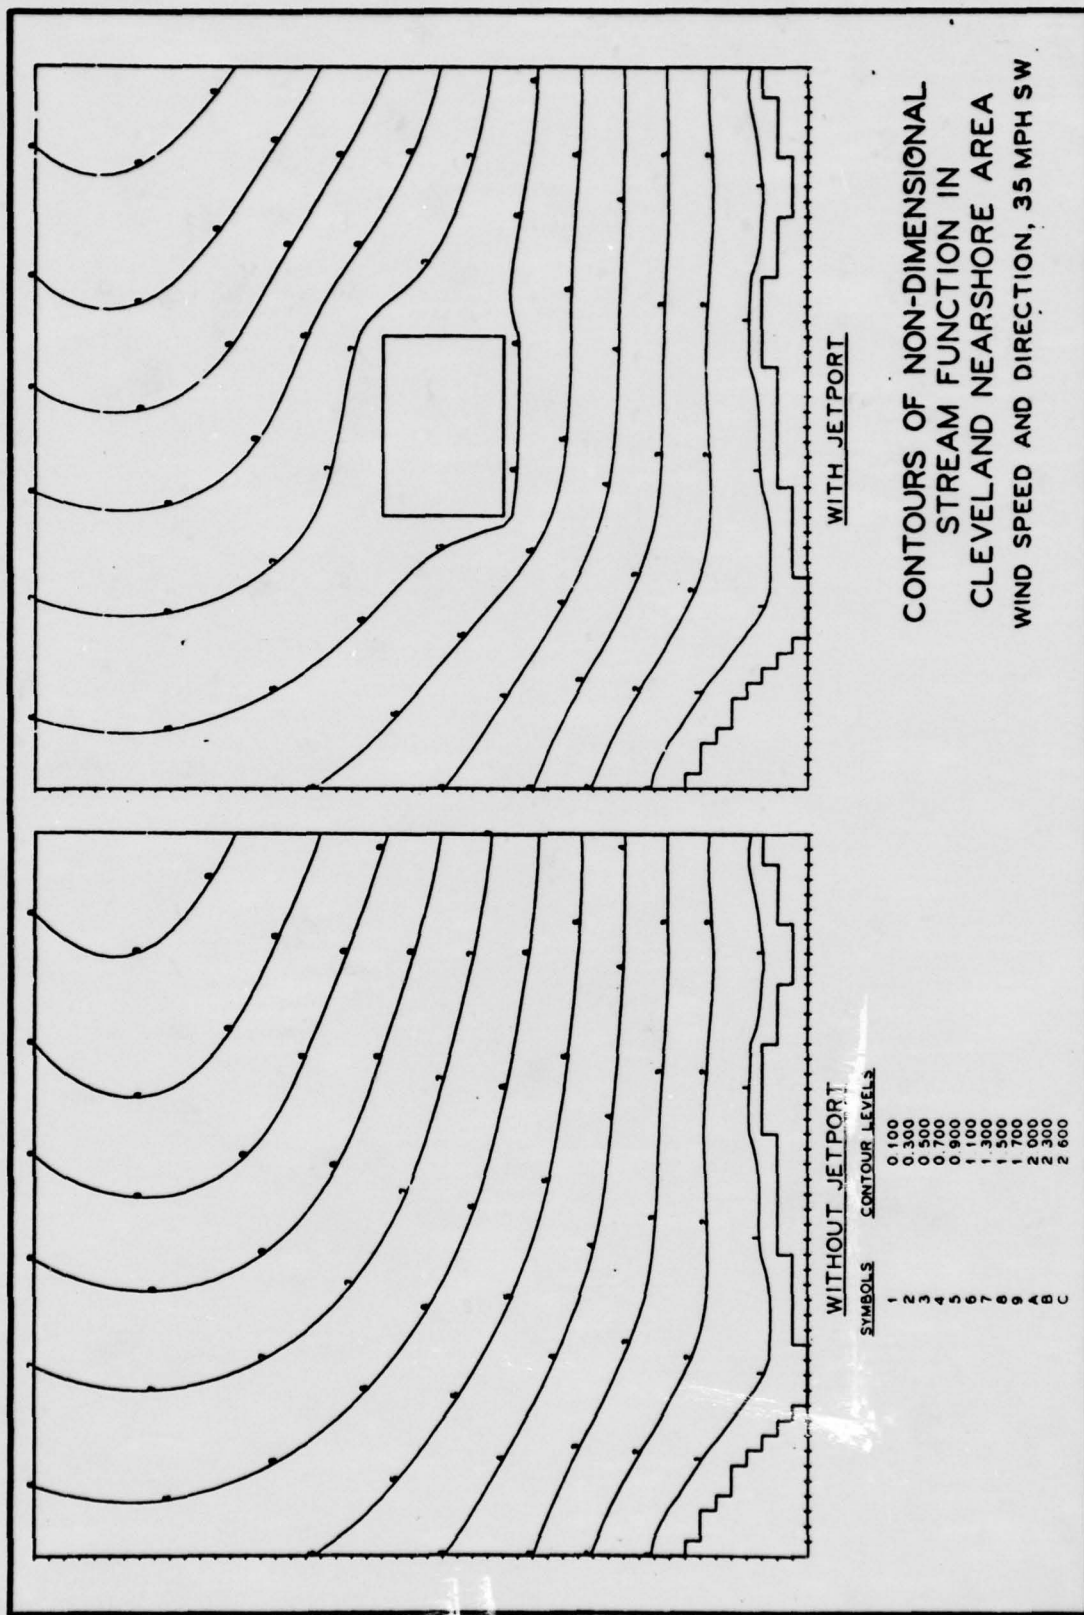 WITHOUT JETPORT
SYMBOLS CONTOUR LEVELS
1 0.100
2 0.300
3 0.500
4 0.700
5 0.900
6 1.100
7 1.300
8 1.500
9 1.700
A 2.000
B 2.300
C 2.600
WITH JETPORT
CONTOURS OF NON-DIMENSIONAL
STREAM FUNCTION IN
CLEVELAND NEARSHORE AREA
WIND SPEED AND DIRECTION, 35 MPH SW